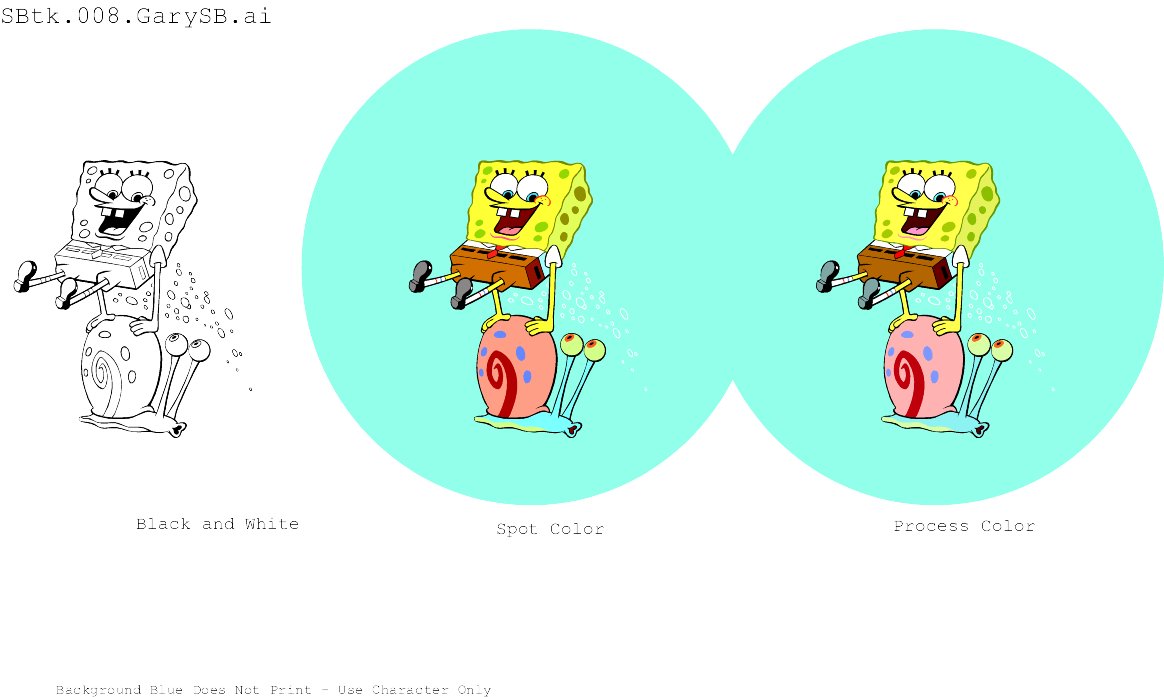 SBtk.008.GarySB.ai
Black and White
Spot Color
Process Color
Background Blue Does Not Print - Use Character Only